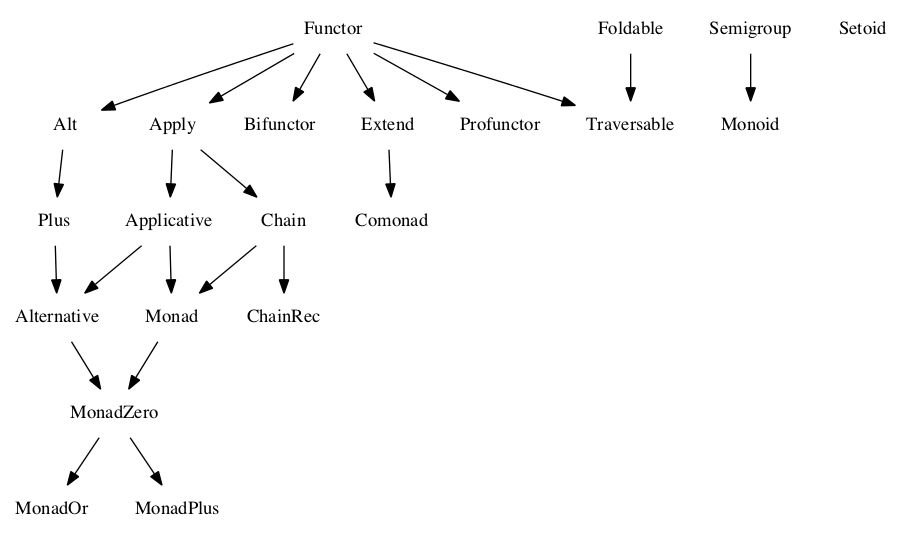 Functor Foldable Semigroup Setoid
Alt Apply Bifunctor Extend Profunctor Traversable Monoid
Plus Applicative Chain Comonad
Alternative Monad ChainRec
MonadZero
MonadOr MonadPlus